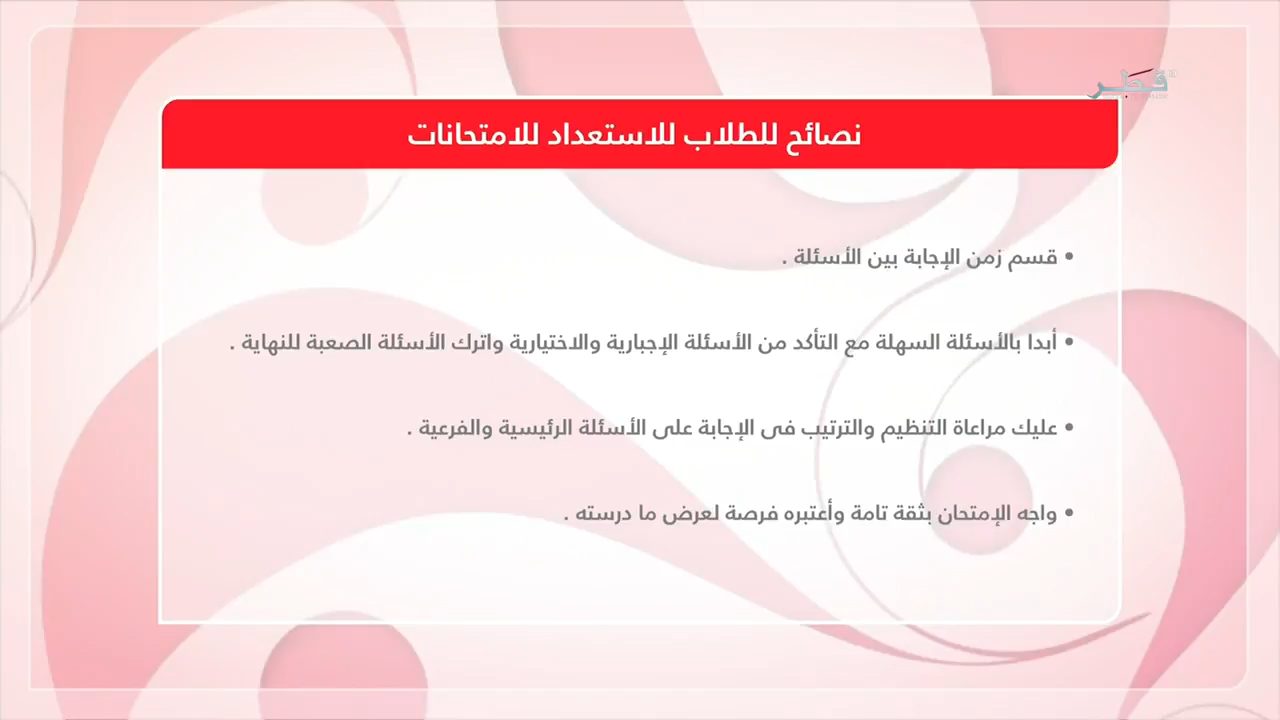 قطر
نصائح للطلاب للاستعداد للامتحانات
• قسم زمن الإجابة بين الأسئلة .
• أبدا بالأسئلة السهلة مع التأكد من الأسئلة الإجبارية والاختيارية واترك الأسئلة الصعبة للنهاية .
• عليك مراعاة التنظيم والترتيب فى الإجابة على الأسئلة الرئيسية والفرعية .
• واجه الإمتحان بثقة تامة وأعتبره فرصة لعرض ما درسته .